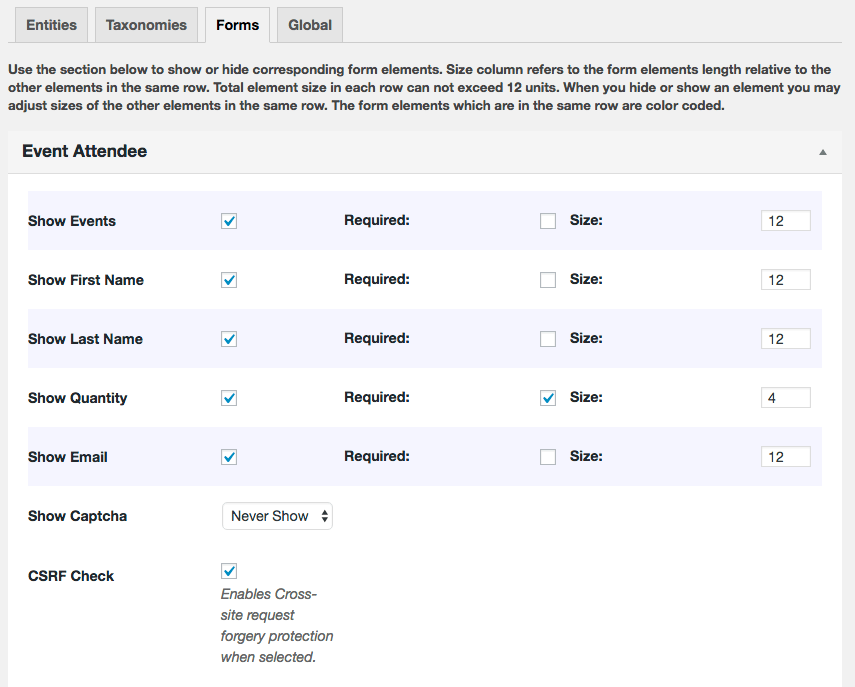 Entities Taxonomies Forms Global
Use the section below to show or hide corresponding form elements. Size column refers to the form elements length relative to the
other elements in the same row. Total element size in each row can not exceed 12 units. When you hide or show an element you may
adjust sizes of the other elements in the same row. The form elements which are in the same row are color coded.
Event Attendee
Show Events Required: Size: 12
Show First Name Required: Size: 12
Show Last Name Required: Size: 12
Show Quantity Required: Size: 4
Show Email Required: Size: 12
Show Captcha Never Show
CSRF Check
Enables Cross-
site request
forgery protection
when selected.